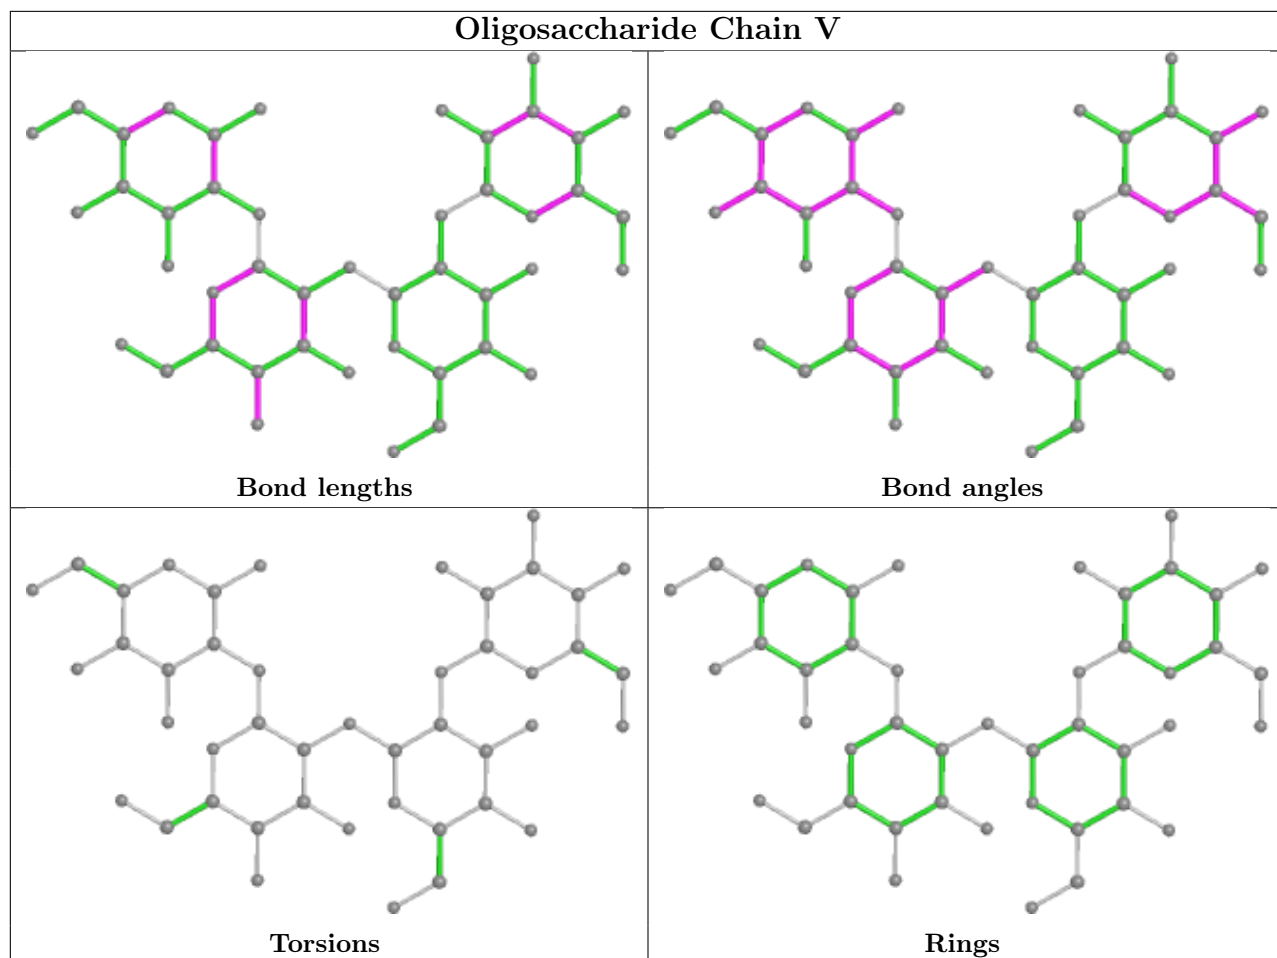 Oligosaccharide Chain V
Bond lengths
Bond angles
Torsions
Rings